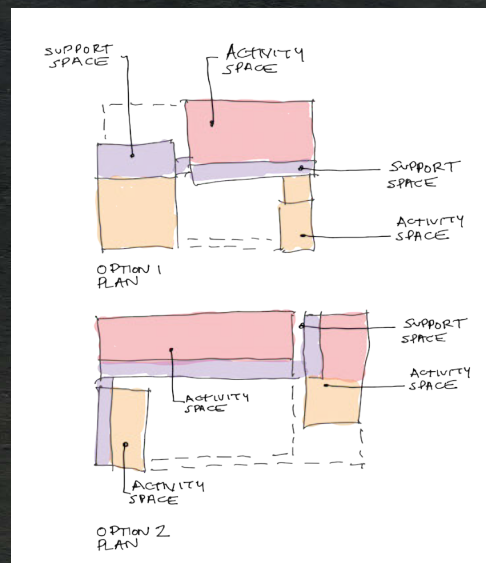 SUPPORT
SPACE
ACTIVITY
SPACE
SUPPORT
SPACE
ACTIVITY
SPACE
OPTION 1
PLAN
SUPPORT
SPACE
ACTIVITY
SPACE
ACTIVITY
SPACE
ACTIVITY
SPACE
OPTION 2
PLAN